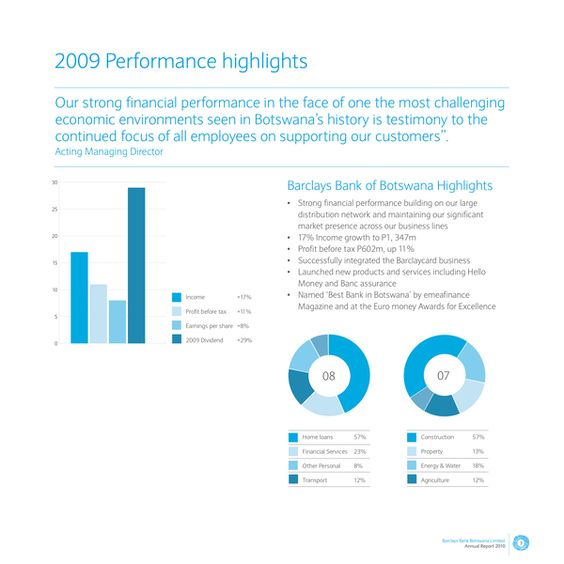 2009 Performance highlights
Our strong financial performance in the face of one the most challenging
economic environments seen in Botswana's history is testimony to the
continued focus of all employees on supporting our customers”.
Acting Managing Director
30
25
20
15
10
5
0
Income +17%
Profit before tax +11%
Earnings per share +8%
2009 Dividend +29%
Barclays Bank of Botswana Highlights
• Strong financial performance building on our large
distribution network and maintaining our significant
market presence across our business lines
• 17% Income growth to P1, 347m
• Profit before tax P602m, up 11%
• Successfully integrated the Barclaycard business
• Launched new products and services including Hello
Money and Banc assurance
• Named ‘Best Bank in Botswana’ by emeafinance
Magazine and at the Euro money Awards for Excellence
08
Home loans 57%
Financial Services 23%
Other Personal 8%
Transport 12%
07
Construction 57%
Property 13%
Energy & Water 18%
Agriculture 12%
Barclays Bank Botswana Limited
Annual Report 2010